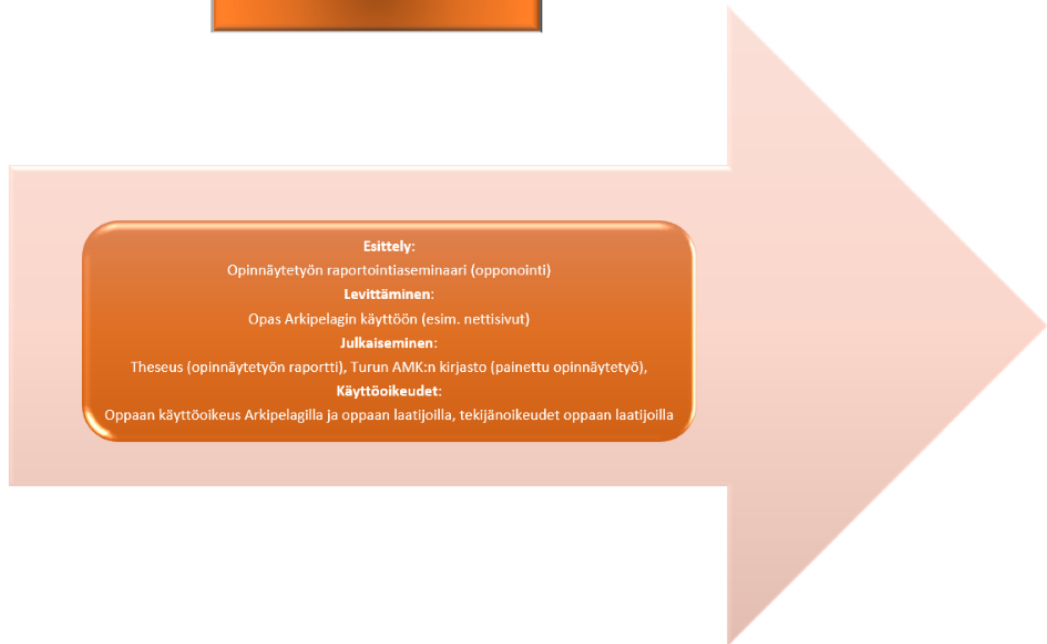 Esittely:
Opinnäytetyön raportointiaseminaari (opponointi)
Levittäminen:
Opas Arkipelagin käyttöön (esim. nettisivut)
Julkaiseminen:
Theseus (opinnäytetyön raportti), Turun AMK:n kirjasto (painettu opinnäytetyö),
Käyttöoikeudet:
Oppaan käyttöoikeus Arkipelagilla ja oppaan laatijoilla, tekijänoikeudet oppaan laatijoilla